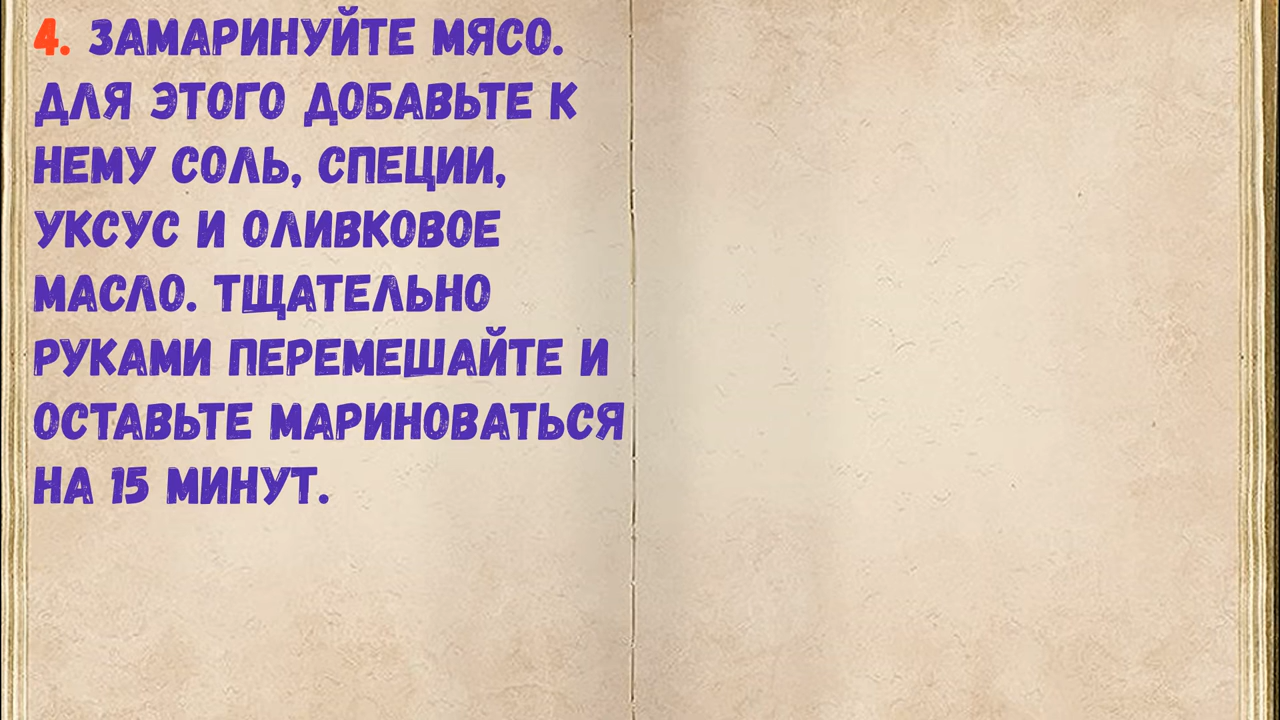 4. ЗАМАРИНУЙТЕ МЯСО.
ДЛЯ ЭТОГО ДОБАВЬТЕ К
НЕМУ СОЛЬ, СПЕЦИИ,
УКСУС И ОЛИВКОВОЕ
МАСЛО. ТЩАТЕЛЬНО
РУКАМИ ПЕРЕМЕШАЙТЕ И
ОСТАВЬТЕ МАРИНОВАТЬСЯ
НА 15 МИНУТ.